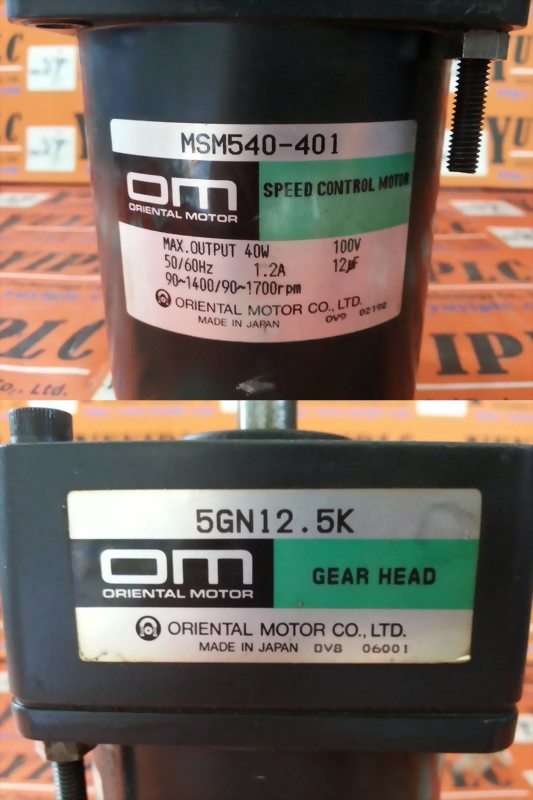 MSM540-401
OM
ORIENTAL MOTOR
SPEED CONTROL MOTOR
MAX.OUTPUT 40W 100V
50/60Hz 1.2A 12μF
90~1400/90~1700rpm
ORIENTAL MOTOR CO., LTD.
MADE IN JAPAN 0V9 02192
5GN12.5K
OM
ORIENTAL MOTOR
GEAR HEAD
ORIENTAL MOTOR CO., LTD.
MADE IN JAPAN 0V8 06001